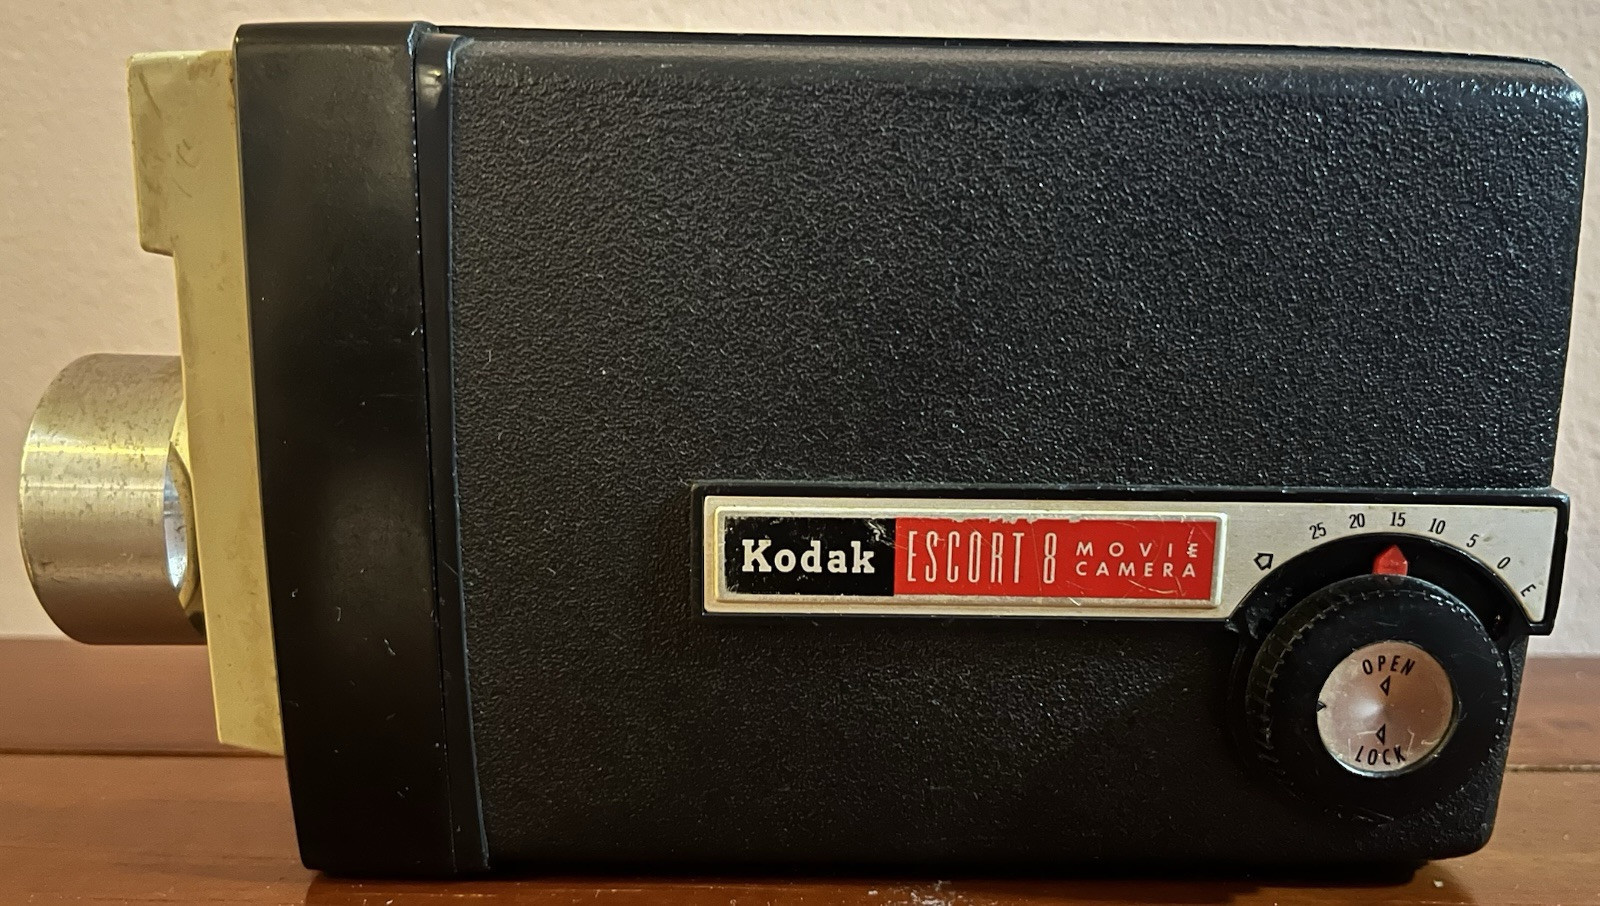 Kodak ESCORT 8 MOVIE
CAMERA
25 20 15 10 5 0 E
OPEN
LOCK